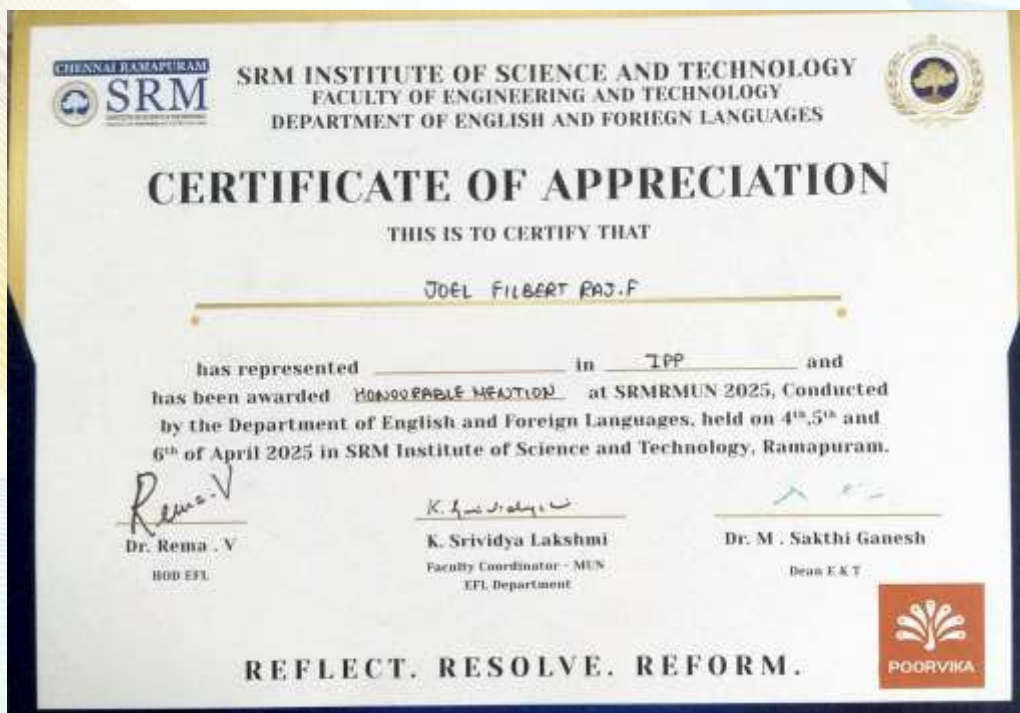 CHENNAI RAMAPURAM
SRM
SRM INSTITUTE OF SCIENCE AND TECHNOLOGY
FACULTY OF ENGINEERING AND TECHNOLOGY
DEPARTMENT OF ENGLISH AND FORIEGN LANGUAGES
CERTIFICATE OF APPRECIATION
THIS IS TO CERTIFY THAT
JOEL FILBERT RAJ.F
has represented in IPP and
has been awarded HONOURABLE MENTION at SRMRMUN 2025, Conducted
by the Department of English and Foreign Languages, held on 4th,5th and
6th of April 2025 in SRM Institute of Science and Technology, Ramapuram.
Rema.V
Dr. Rema . V
HOD EFL
K. Srividya Lakshmi
Faculty Coordinator - MUN
EFL Department
Dr. M . Sakthi Ganesh
Dean E&T
POORVIKA
REFLECT. RESOLVE. REFORM.